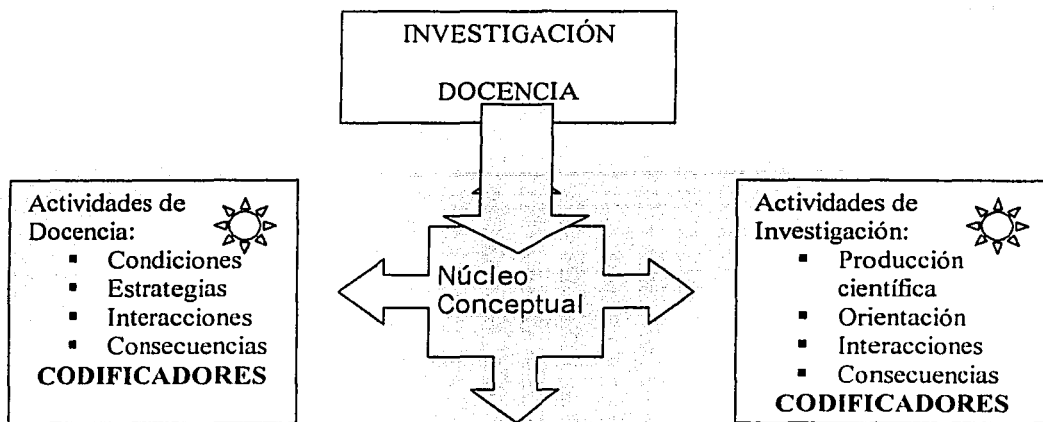 INVESTIGACIÓN
DOCENCIA
Actividades de
Docencia:
▪ Condiciones
▪ Estrategias
▪ Interacciones
▪ Consecuencias
CODIFICADORES
Núcleo
Conceptual
Actividades de
Investigación:
▪ Producción
científica
▪ Orientación
▪ Interacciones
▪ Consecuencias
CODIFICADORES